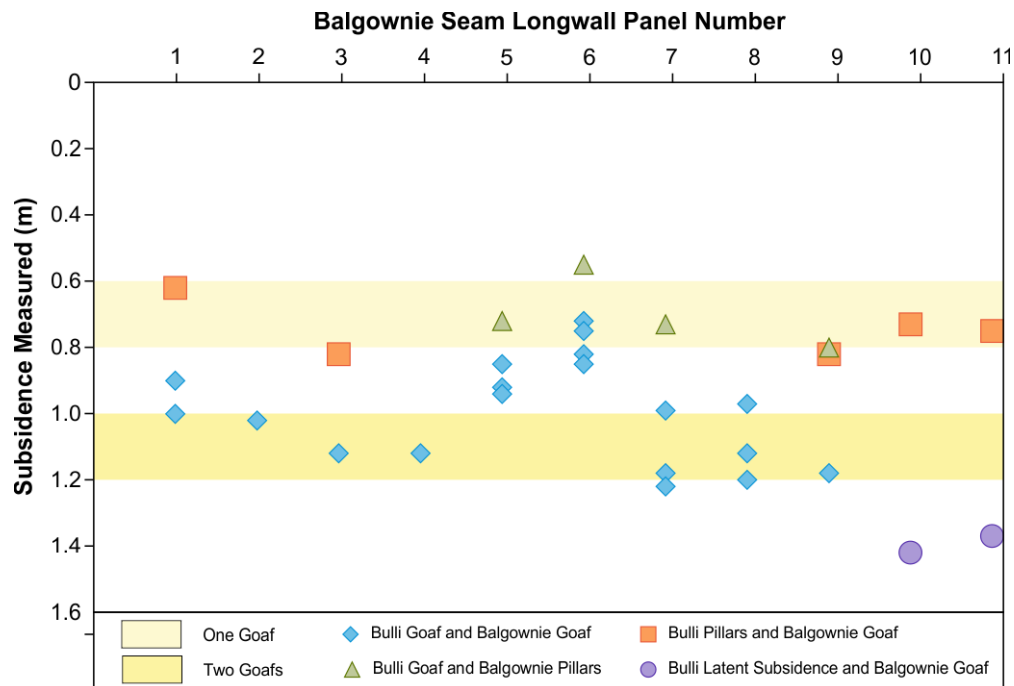 Balgownie Seam Longwall Panel Number
1 2 3 4 5 6 7 8 9 10 11
Subsidence Measured (m)
0
0.2
0.4
0.6
0.8
1.0
1.2
1.4
1.6
One Goaf
Bulli Goaf and Balgownie Goaf
Bulli Pillars and Balgownie Goaf
Two Goafs
Bulli Goaf and Balgownie Pillars
Bulli Latent Subsidence and Balgownie Goaf